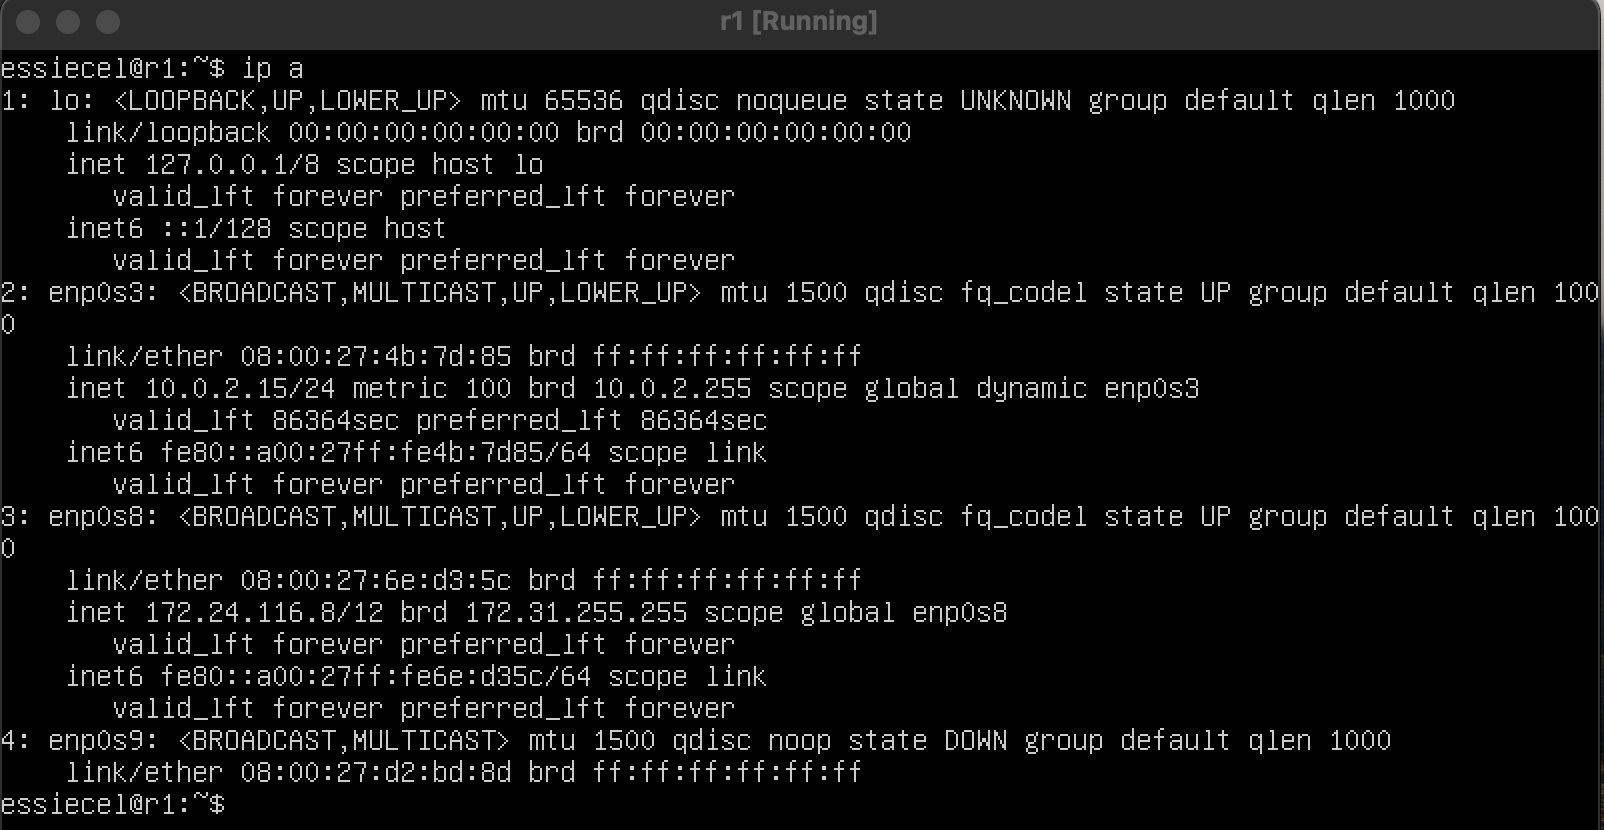 r1 [Running]
essiecel@r1:~$ ip a
1: lo: <LOOPBACK,UP,LOWER_UP> mtu 65536 qdisc noqueue state UNKNOWN group default qlen 1000
    link/loopback 00:00:00:00:00:00 brd 00:00:00:00:00:00
    inet 127.0.0.1/8 scope host lo
       valid_lft forever preferred_lft forever
    inet6 ::1/128 scope host
       valid_lft forever preferred_lft forever
2: enp0s3: <BROADCAST,MULTICAST,UP,LOWER_UP> mtu 1500 qdisc fq_codel state UP group default qlen 100
0
    link/ether 08:00:27:4b:7d:85 brd ff:ff:ff:ff:ff:ff
    inet 10.0.2.15/24 metric 100 brd 10.0.2.255 scope global dynamic enp0s3
       valid_lft 86364sec preferred_lft 86364sec
    inet6 fe80::a00:27ff:fe4b:7d85/64 scope link
       valid_lft forever preferred_lft forever
3: enp0s8: <BROADCAST,MULTICAST,UP,LOWER_UP> mtu 1500 qdisc fq_codel state UP group default qlen 100
0
    link/ether 08:00:27:6e:d3:5c brd ff:ff:ff:ff:ff:ff
    inet 172.24.116.8/12 brd 172.31.255.255 scope global enp0s8
       valid_lft forever preferred_lft forever
    inet6 fe80::a00:27ff:fe6e:d35c/64 scope link
       valid_lft forever preferred_lft forever
4: enp0s9: <BROADCAST,MULTICAST> mtu 1500 qdisc noop state DOWN group default qlen 1000
    link/ether 08:00:27:d2:bd:8d brd ff:ff:ff:ff:ff:ff
essiecel@r1:~$